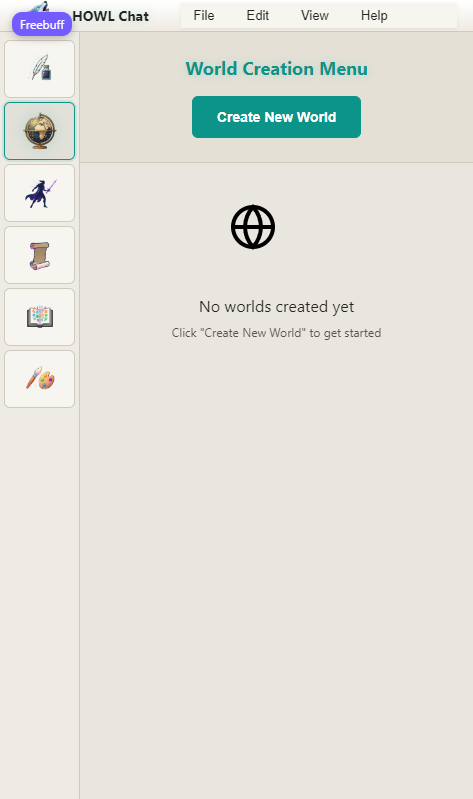 HOWL Chat
File Edit View Help
Freebuff
World Creation Menu
Create New World
No worlds created yet
Click "Create New World" to get started